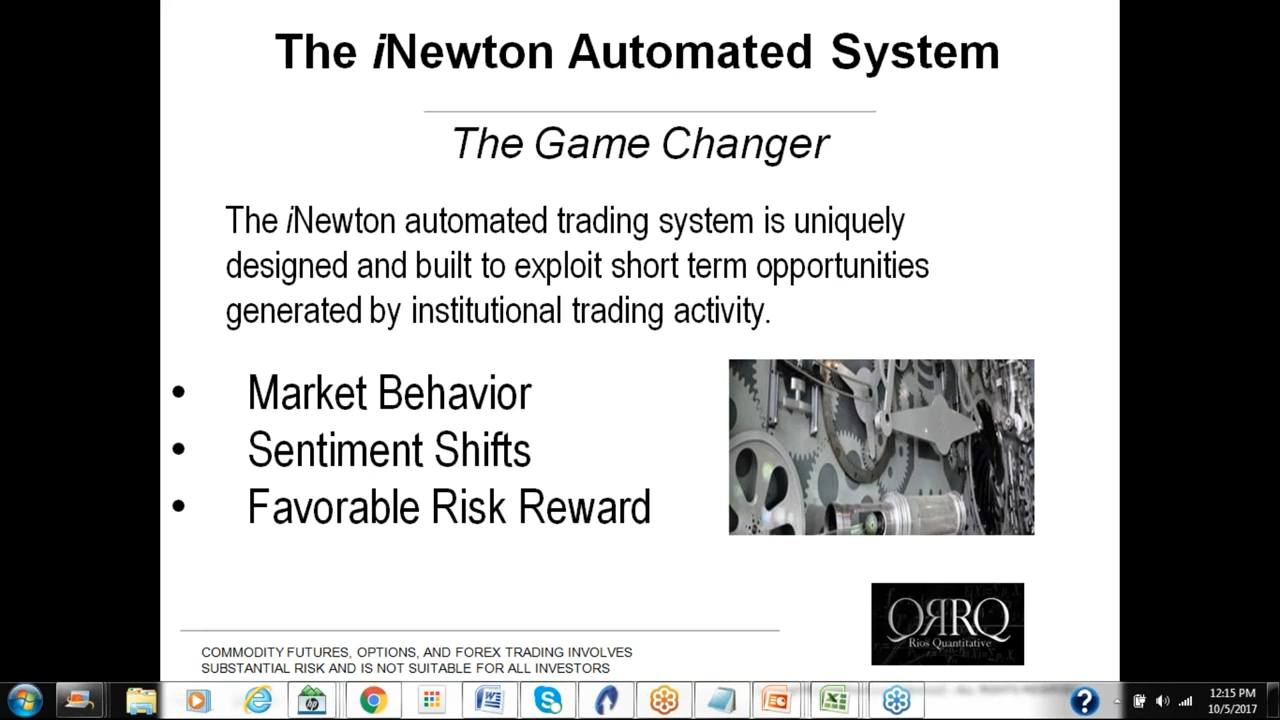 The iNewton Automated System
The Game Changer
The iNewton automated trading system is uniquely
designed and built to exploit short term opportunities
generated by institutional trading activity.
• Market Behavior
• Sentiment Shifts
• Favorable Risk Reward
Rios Quantitative
COMMODITY FUTURES, OPTIONS, AND FOREX TRADING INVOLVES
SUBSTANTIAL RISK AND IS NOT SUITABLE FOR ALL INVESTORS
12:15 PM
10/5/2017